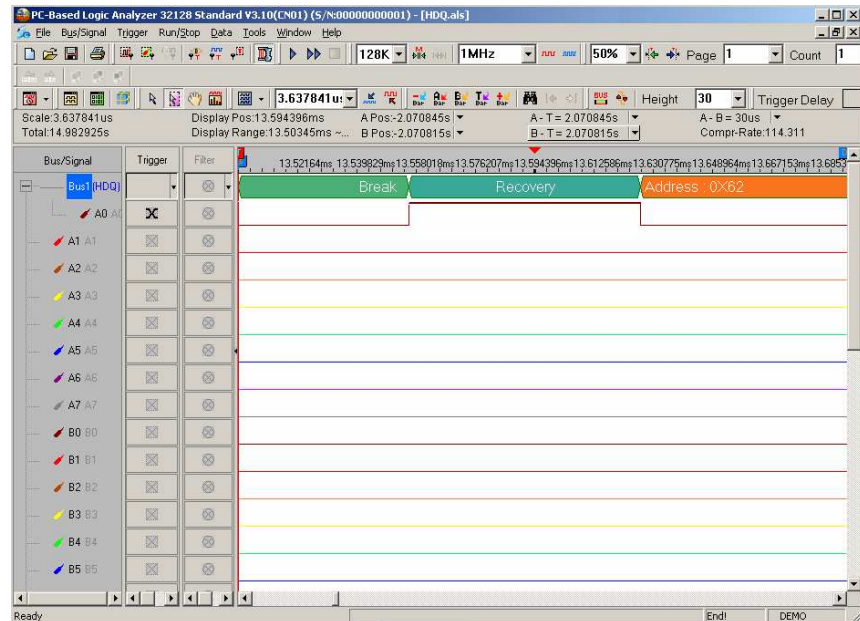 PC-Based Logic Analyzer 32128 Standard V3.10(CN01) (S/N:00000000001) - [HDQ.als]
File Bus/Signal Trigger Run/Stop Data Tools Window Help
128K 1MHz 50% Page 1 Count 1
3.637841us Height 30 Trigger Delay
Scale:3.637841us Display Pos:13.594396ms A Pos:-2.070845s A - T = 2.070845s A - B = 30us
Total:14.982925s Display Range:13.50345ms ~... B Pos:-2.070815s B - T = 2.070815s Compr-Rate:114.311
Bus/Signal Trigger Filter 13.52164ms 13.539829ms 13.558018ms 13.576207ms 13.594396ms 13.612586ms 13.630775ms 13.648964ms 13.667153ms 13.6853
Bus1 (HDQ) Break Recovery Address : 0X62
A0 A0
A1 A1
A2 A2
A3 A3
A4 A4
A5 A5
A6 A6
A7 A7
B0 B0
B1 B1
B2 B2
B3 B3
B4 B4
B5 B5
Ready End! DEMO